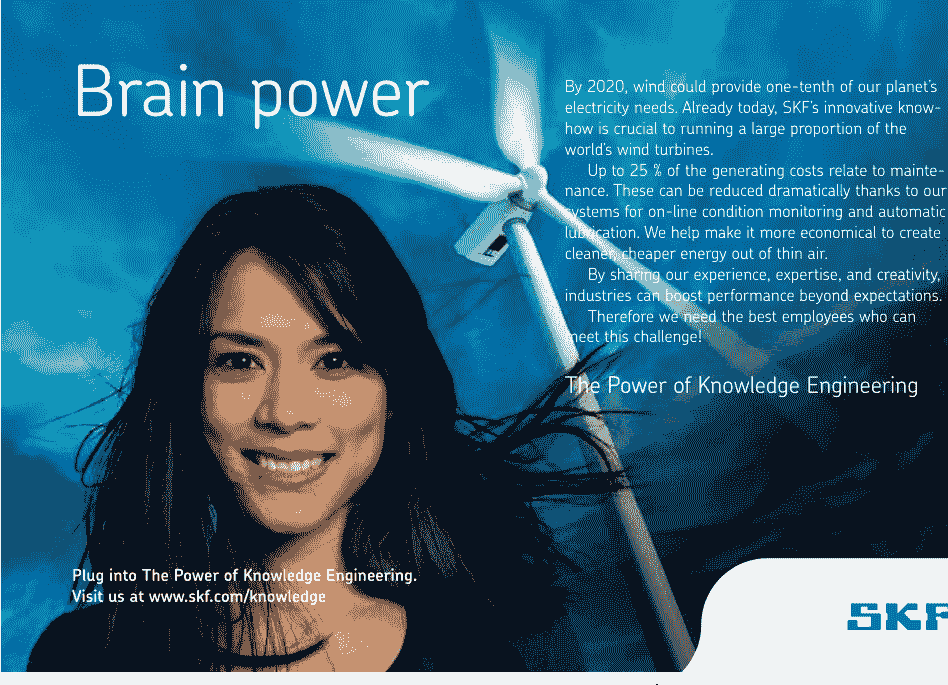 Brain power
By 2020, wind could provide one-tenth of our planet's
electricity needs. Already today, SKF's innovative know-
how is crucial to running a large proportion of the
world's wind turbines.
Up to 25 % of the generating costs relate to mainte-
nance. These can be reduced dramatically thanks to our
systems for on-line condition monitoring and automatic
lubrication. We help make it more economical to create
cleaner, cheaper energy out of thin air.
By sharing our experience, expertise, and creativity,
industries can boost performance beyond expectations.
Therefore we need the best employees who can
meet this challenge!
The Power of Knowledge Engineering
Plug into The Power of Knowledge Engineering.
Visit us at www.skf.com/knowledge
SKF